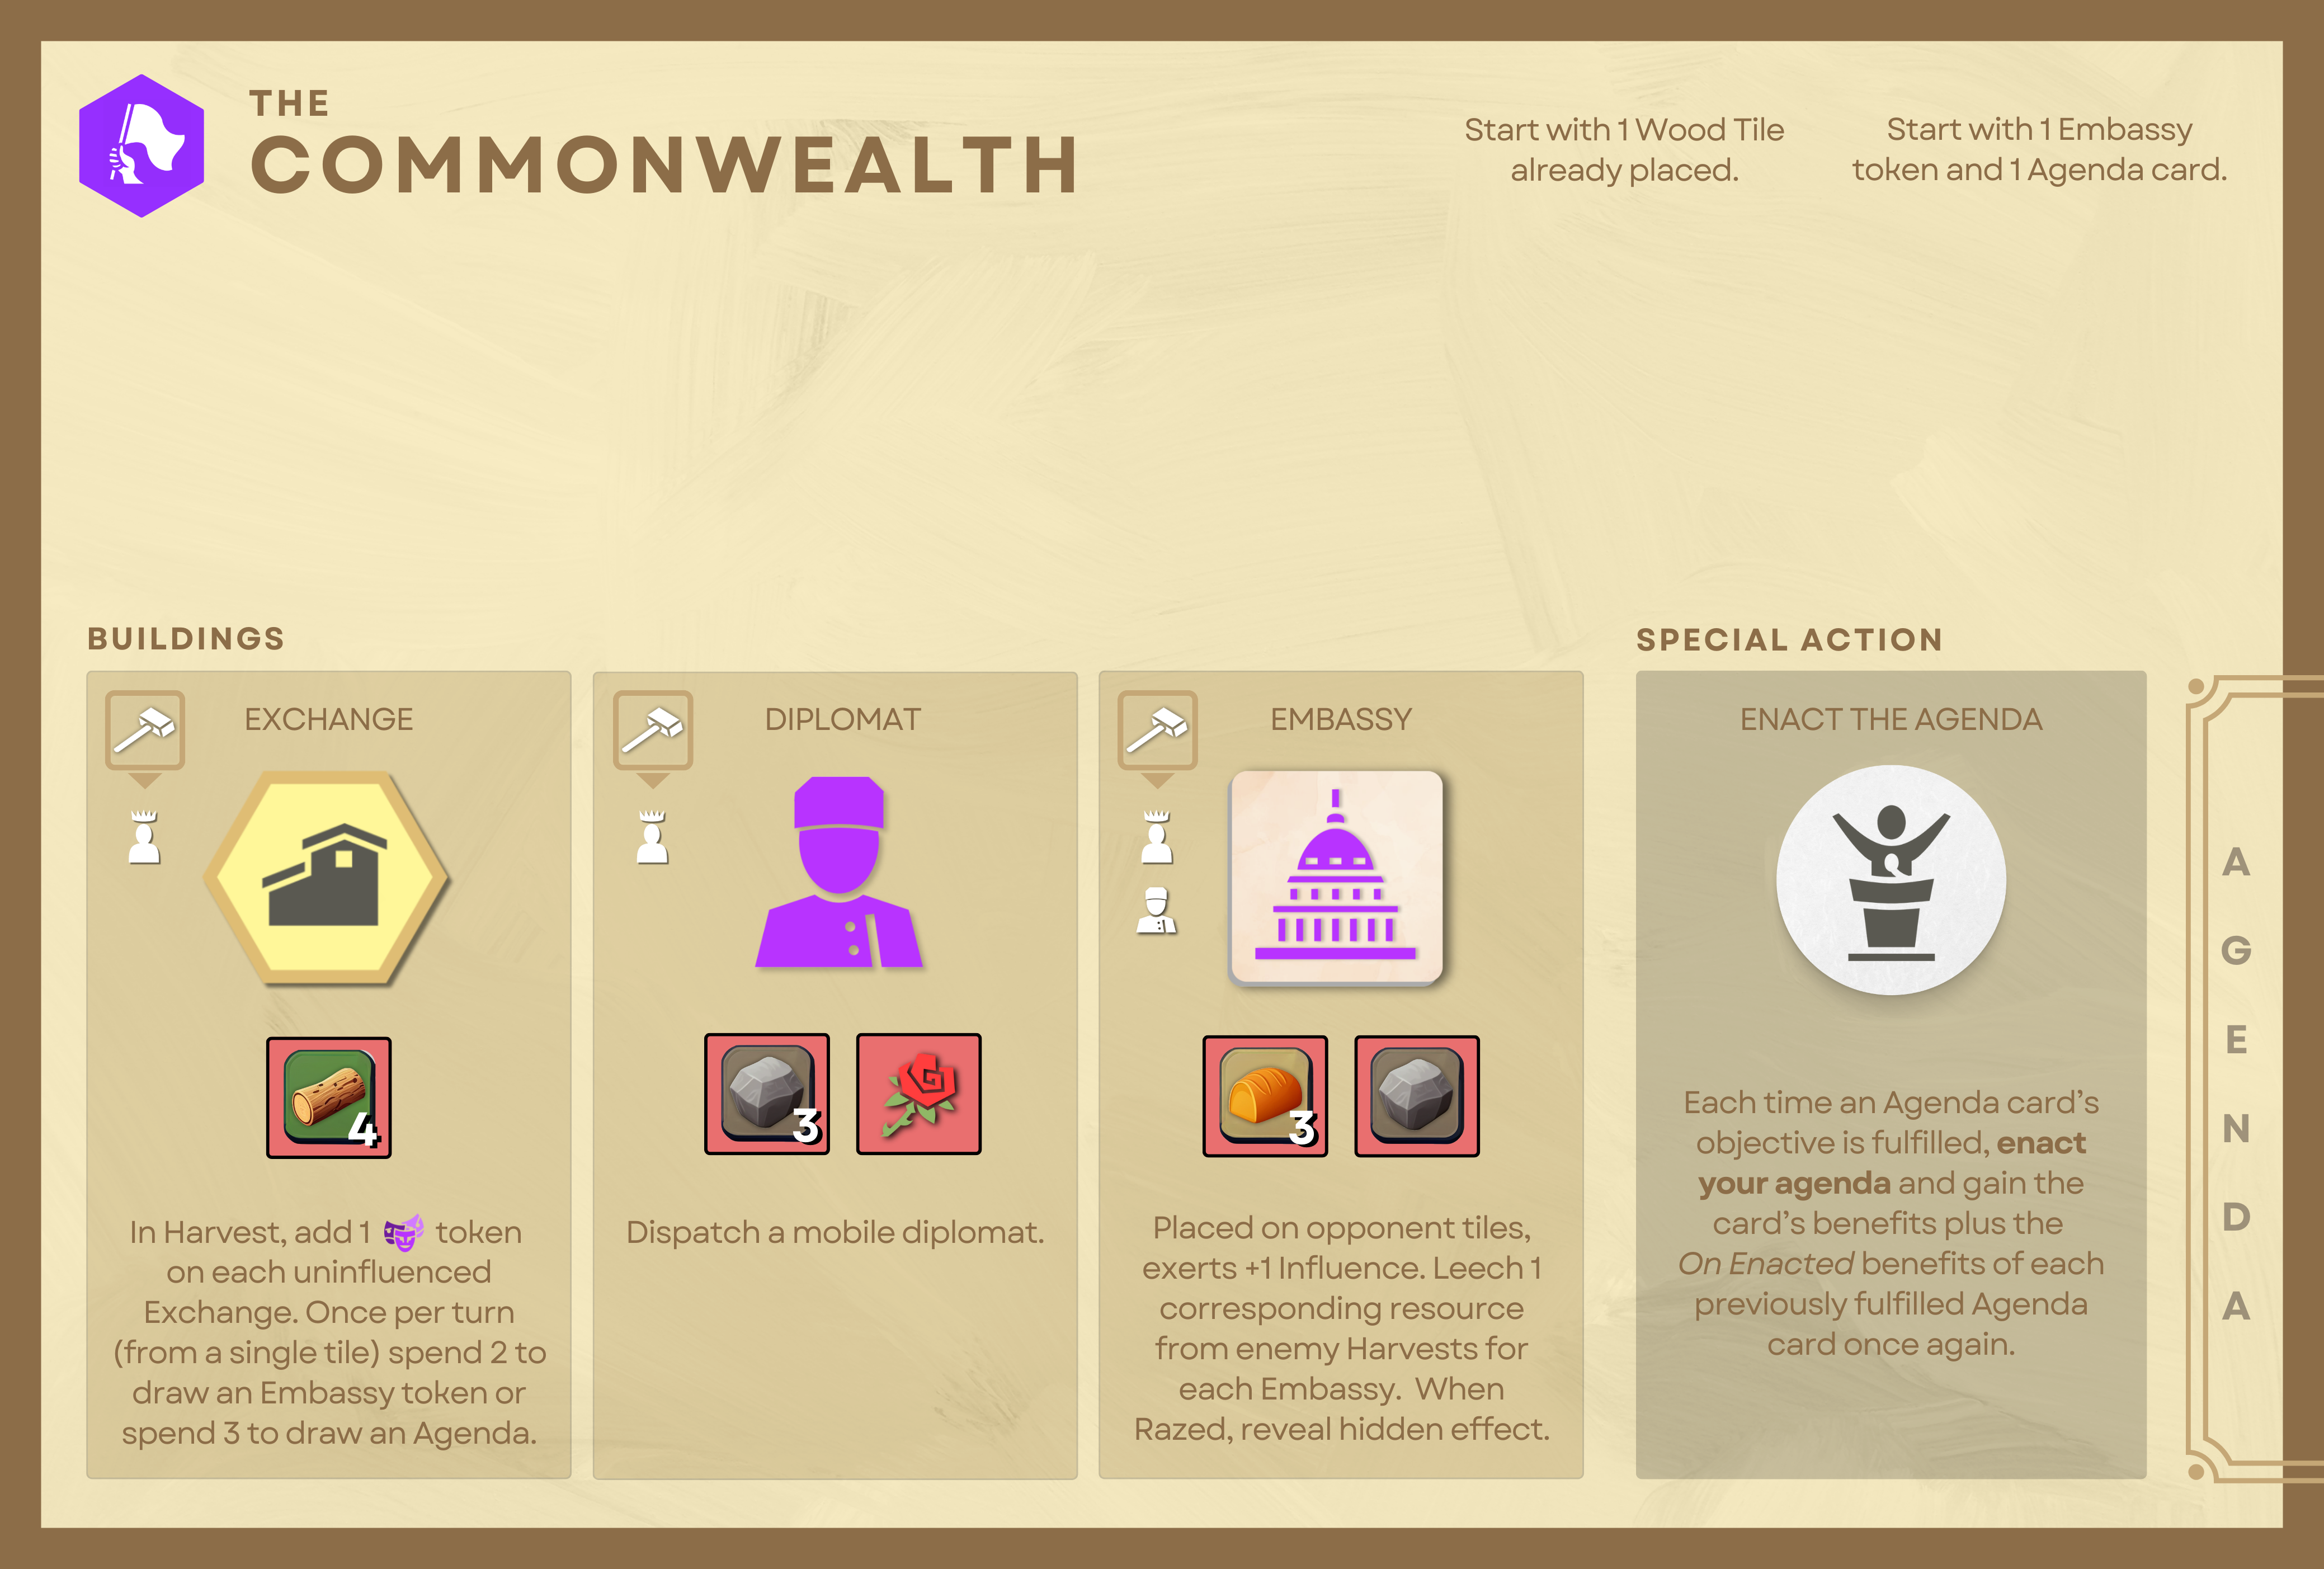 THE
COMMONWEALTH
Start with 1 Wood Tile
already placed.
Start with 1 Embassy
token and 1 Agenda card.
BUILDINGS
EXCHANGE
4
In Harvest, add 1 token
on each uninfluenced
Exchange. Once per turn
(from a single tile) spend 2 to
draw an Embassy token or
spend 3 to draw an Agenda.
DIPLOMAT
3
Dispatch a mobile diplomat.
EMBASSY
3
Placed on opponent tiles,
exerts +1 Influence. Leech 1
corresponding resource
from enemy Harvests for
each Embassy. When
Razed, reveal hidden effect.
SPECIAL ACTION
ENACT THE AGENDA
Each time an Agenda card's
objective is fulfilled, enact
your agenda and gain the
card's benefits plus the
On Enacted benefits of each
previously fulfilled Agenda
card once again.
AGENDA